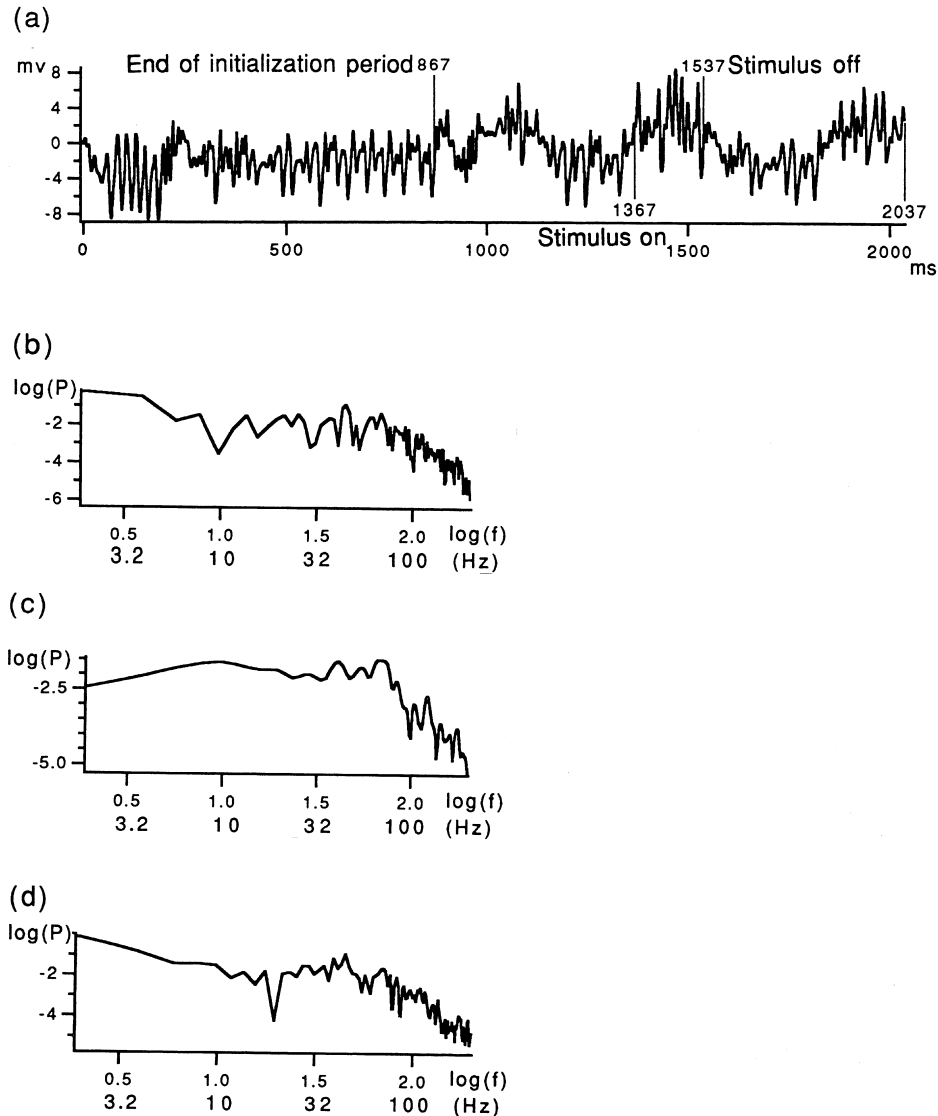 (a)
mv
8
4
0
-4
-8
End of initialization period 867
1537 Stimulus off
1367
Stimulus on
2037
0 500 1000 1500 2000
ms
(b)
log(P)
-2
-4
-6
0.5 1.0 1.5 2.0 log(f)
3.2 10 32 100 (Hz)
(c)
log(P)
-2.5
-5.0
0.5 1.0 1.5 2.0 log(f)
3.2 10 32 100 (Hz)
(d)
log(P)
-2
-4
0.5 1.0 1.5 2.0 log(f)
3.2 10 32 100 (Hz)